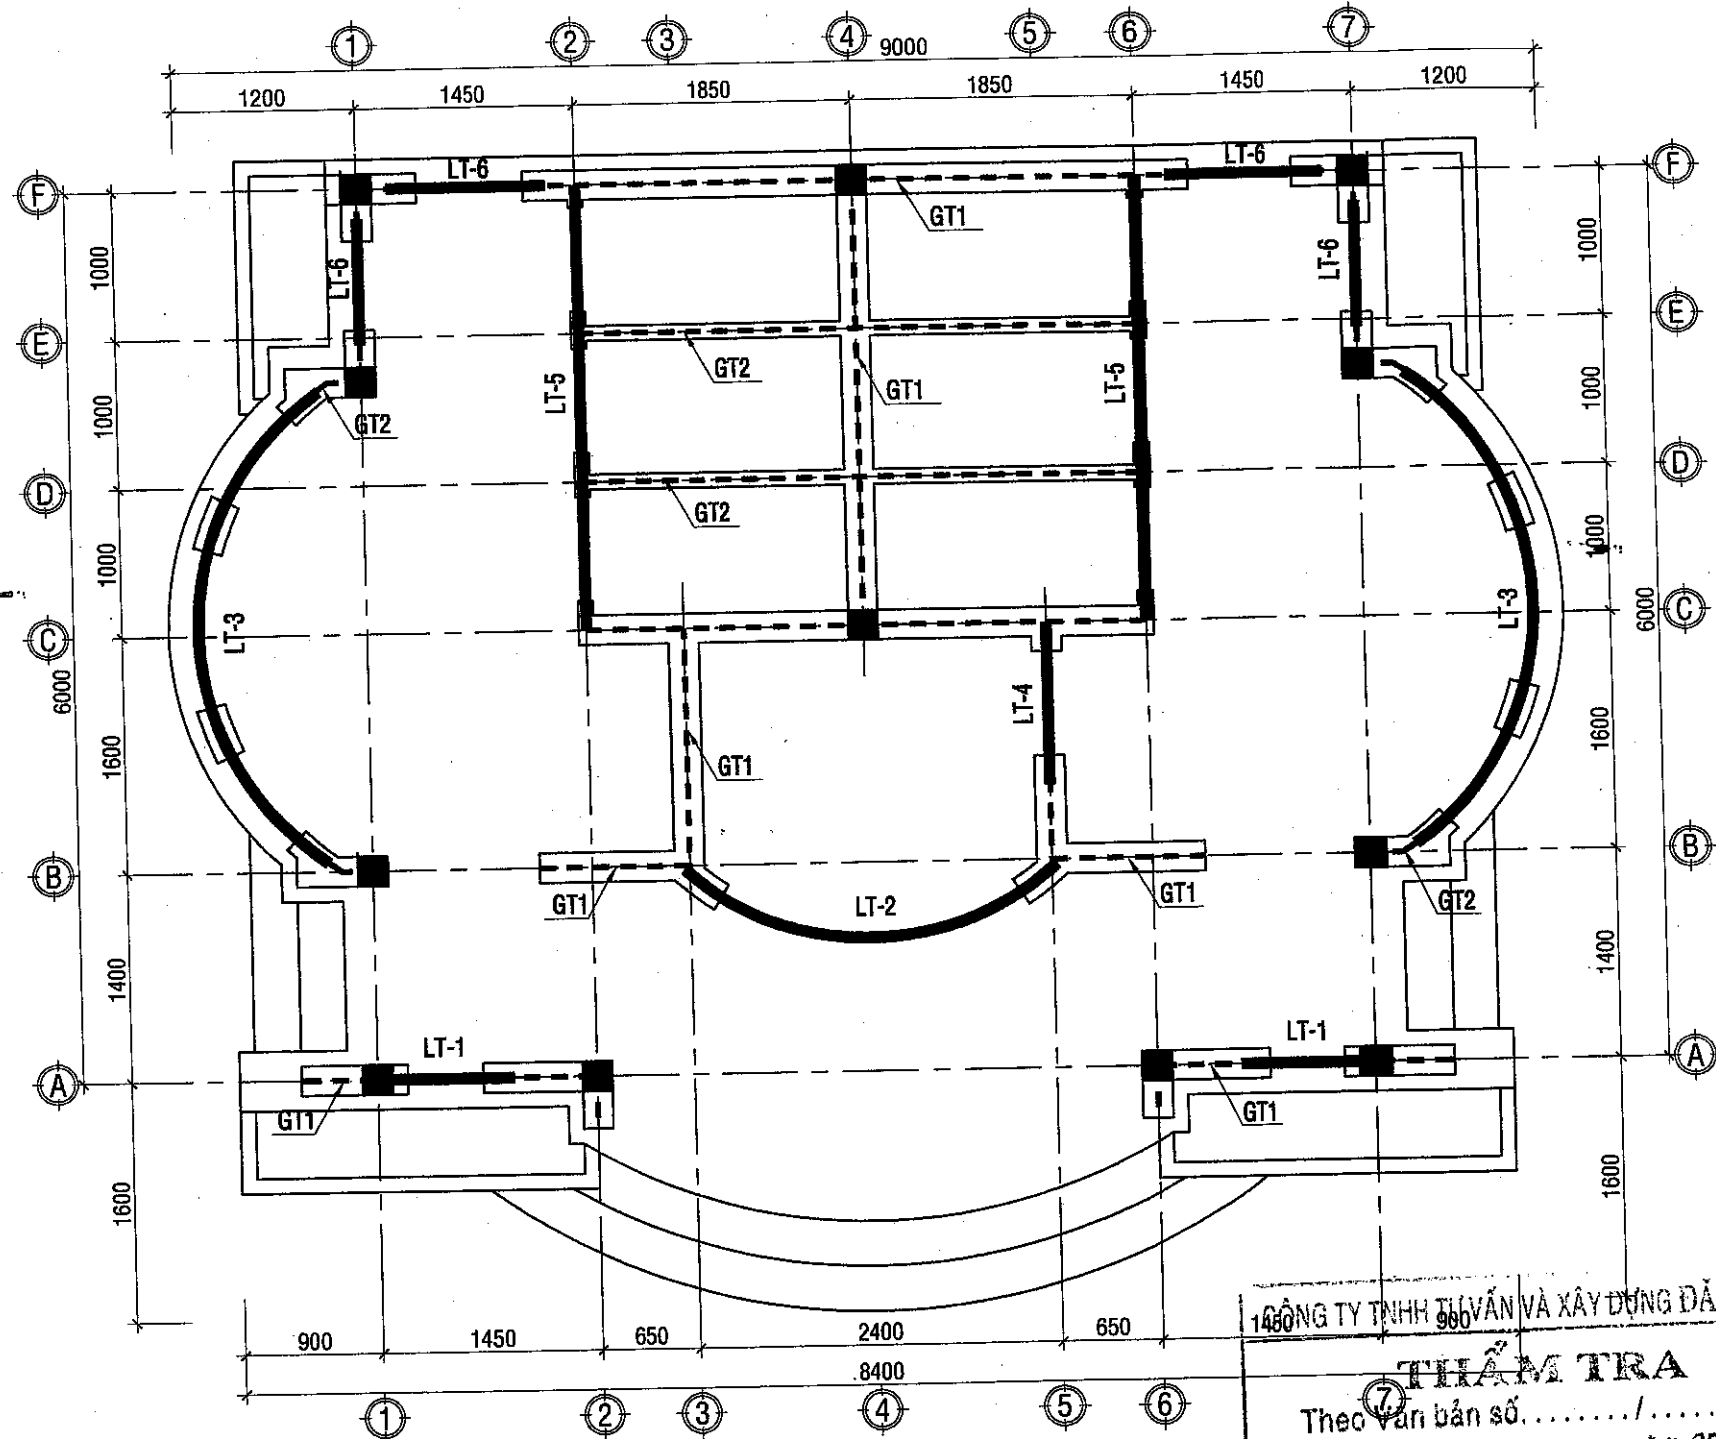 1 2 3 4 5 6 7
9000
1200 1450 1850 1850 1450 1200
LT-6 LT-6
F F
GT1
1000 LT-6 LT-6 1000
E E
GT2 GT1
1000 LT-5 LT-5 1000
GT2
D D
GT2
1000 1000
C LT-3 LT-3 C
6000 6000
LT-4
1600 GT1 1600
B B
GT1 LT-2 GT1 GT2
1400 1400
LT-1 LT-1
A A
GT1 GT1
1600 1600
900 1450 650 2400 650 1450 900
8400
1 2 3 4 5 6 7
CÔNG TY TNHH TƯ VẤN VÀ XÂY DỰNG
THẨM TRA
Theo Văn bản số......../.....